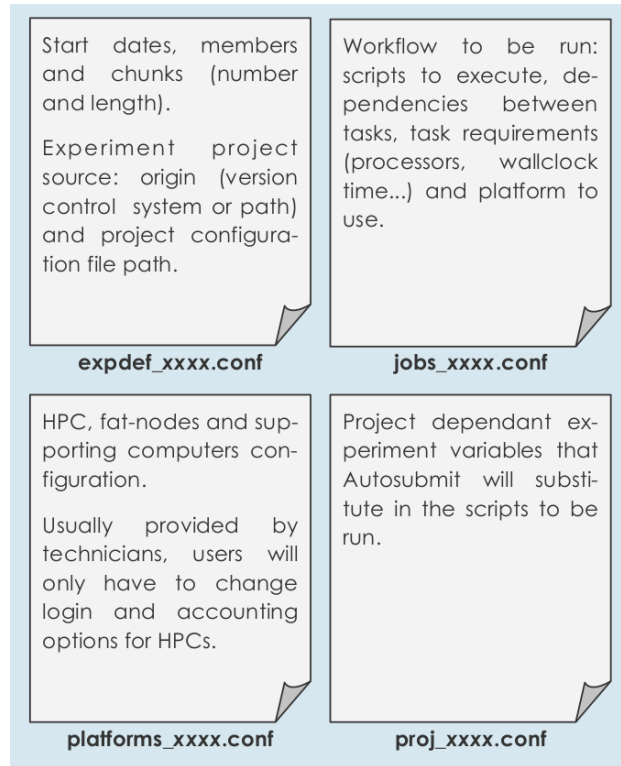 Start dates, members
and chunks (number
and length).
Experiment project
source: origin (version
control system or path)
and project configura-
tion file path.
expdef_xxxx.conf
Workflow to be run:
scripts to execute, de-
pendencies between
tasks, task requirements
(processors, wallclock
time...) and platform to
use.
jobs_xxxx.conf
HPC, fat-nodes and sup-
porting computers con-
figuration.
Usually provided by
technicians, users will
only have to change
login and accounting
options for HPCs.
platforms_xxxx.conf
Project dependant ex-
periment variables that
Autosubmit will substi-
tute in the scripts to be
run.
proj_xxxx.conf